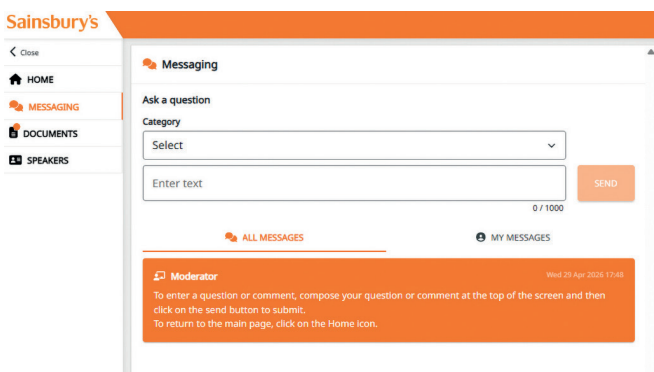 Sainsbury's
Close
HOME
MESSAGING
DOCUMENTS
SPEAKERS
Messaging
Ask a question
Category
Select
Enter text
SEND
0 / 1000
ALL MESSAGES
MY MESSAGES
Moderator
Wed 29 Apr 2026 17:48
To enter a question or comment, compose your question or comment at the top of the screen and then
click on the send button to submit.
To return to the main page, click on the Home icon.